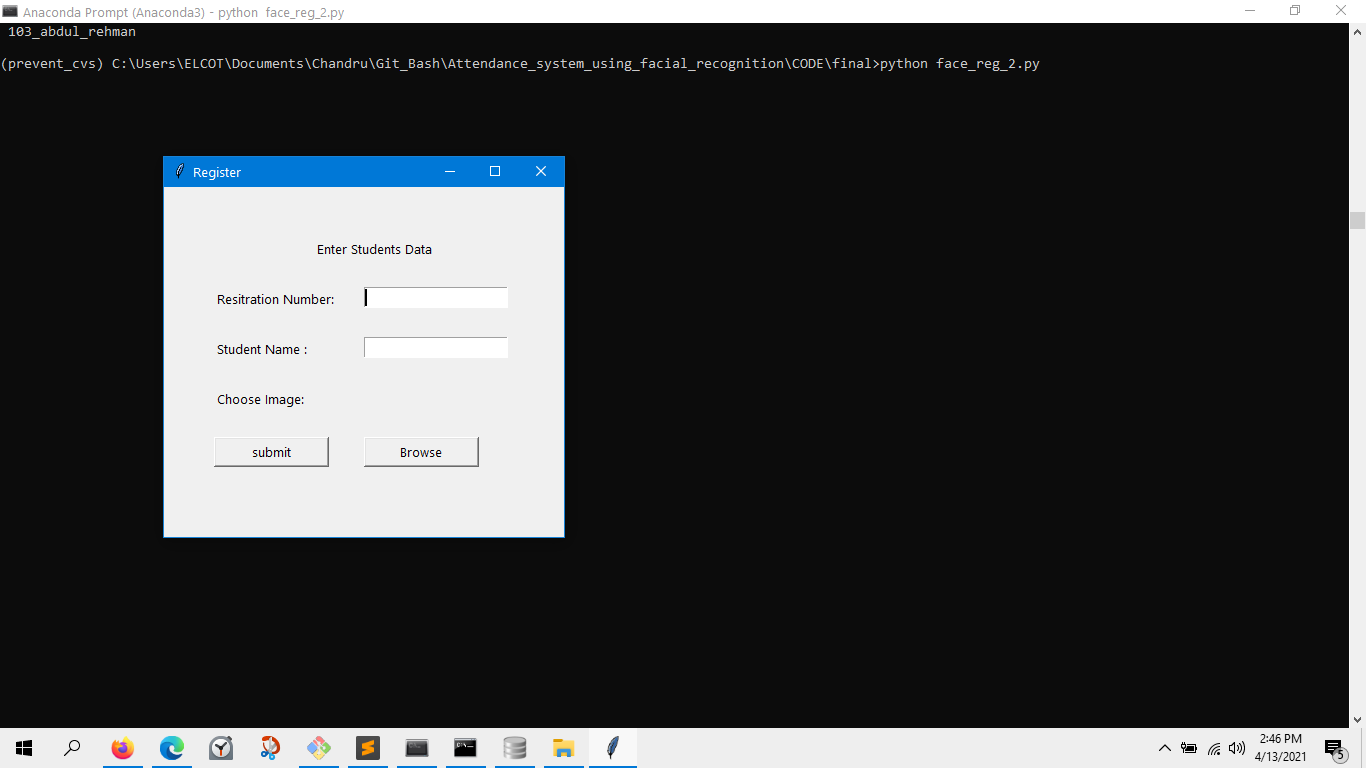 Anaconda Prompt (Anaconda3) - python  face_reg_2.py
103_abdul_rehman
(prevent_cvs) C:\Users\ELCOT\Documents\Chandru\Git_Bash\Attendance_system_using_facial_recognition\CODE\final>python face_reg_2.py
Register
Enter Students Data
Resitration Number:
Student Name :
Choose Image:
submit Browse
2:46 PM
4/13/2021
5